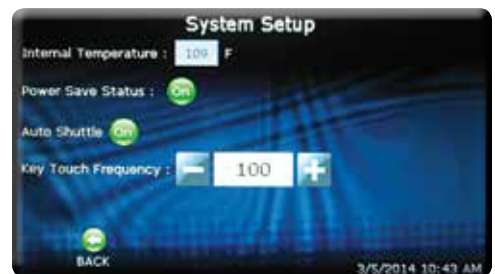 System Setup
Internal Temperature : 109 F
Power Save Status : On
Auto Shuttle On
Key Touch Frequency : - 100 +
BACK
3/5/2014 10:43 AM